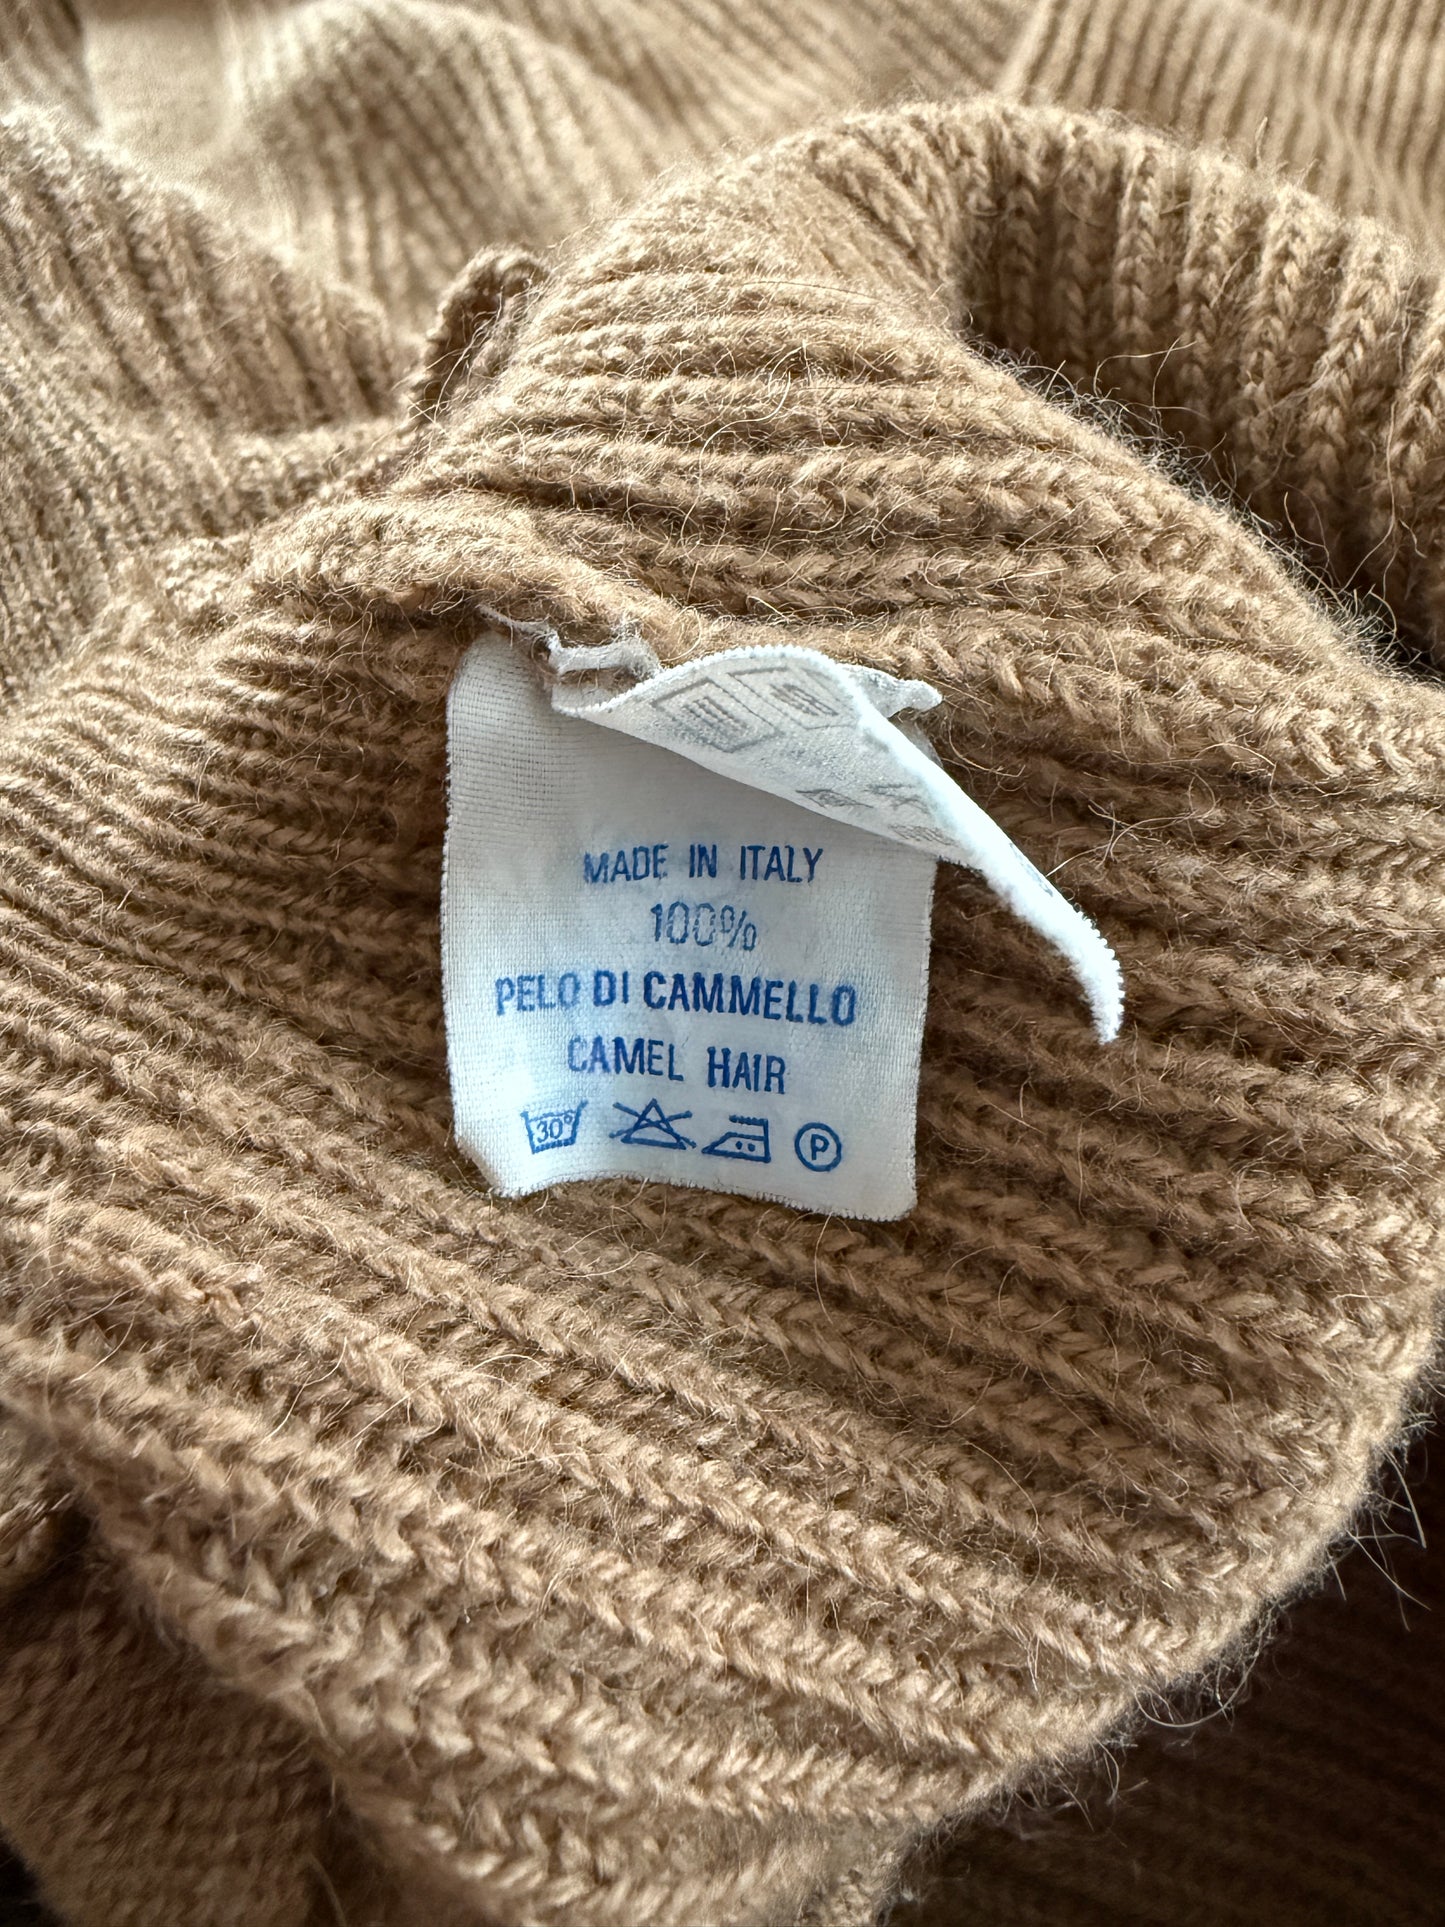 MADE IN ITALY
100%
PELO DI CAMMELLO
CAMEL HAIR
30° P